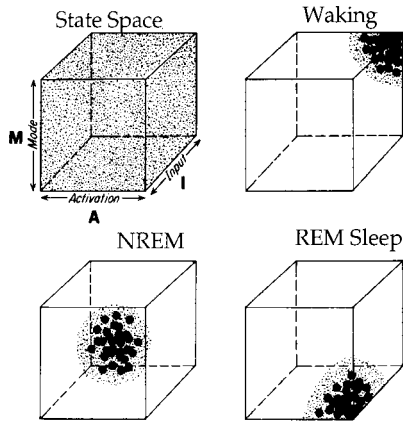 State Space
Waking
M
Mode
Activation
Input
I
A
NREM
REM Sleep